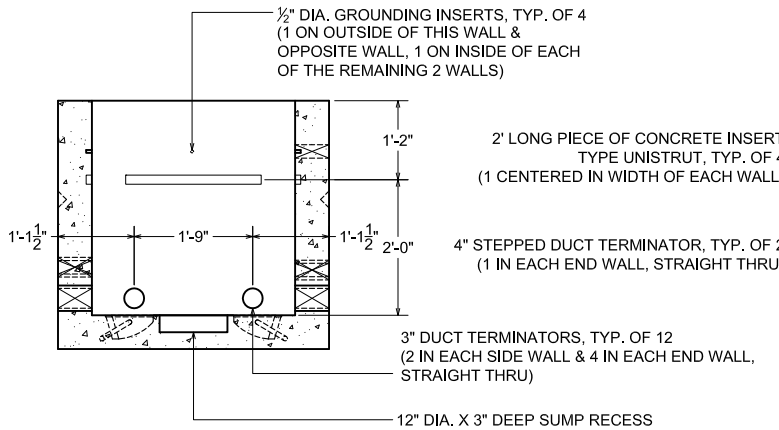 ½" DIA. GROUNDING INSERTS, TYP. OF 4
(1 ON OUTSIDE OF THIS WALL &
OPPOSITE WALL, 1 ON INSIDE OF EACH
OF THE REMAINING 2 WALLS)
1'-2"
2' LONG PIECE OF CONCRETE INSERT
TYPE UNISTRUT, TYP. OF 4
(1 CENTERED IN WIDTH OF EACH WALL
1'-1½"
1'-9"
1'-1½"
2'-0"
4" STEPPED DUCT TERMINATOR, TYP. OF 2
(1 IN EACH END WALL, STRAIGHT THRU
3" DUCT TERMINATORS, TYP. OF 12
(2 IN EACH SIDE WALL & 4 IN EACH END WALL,
STRAIGHT THRU)
12" DIA. X 3" DEEP SUMP RECESS